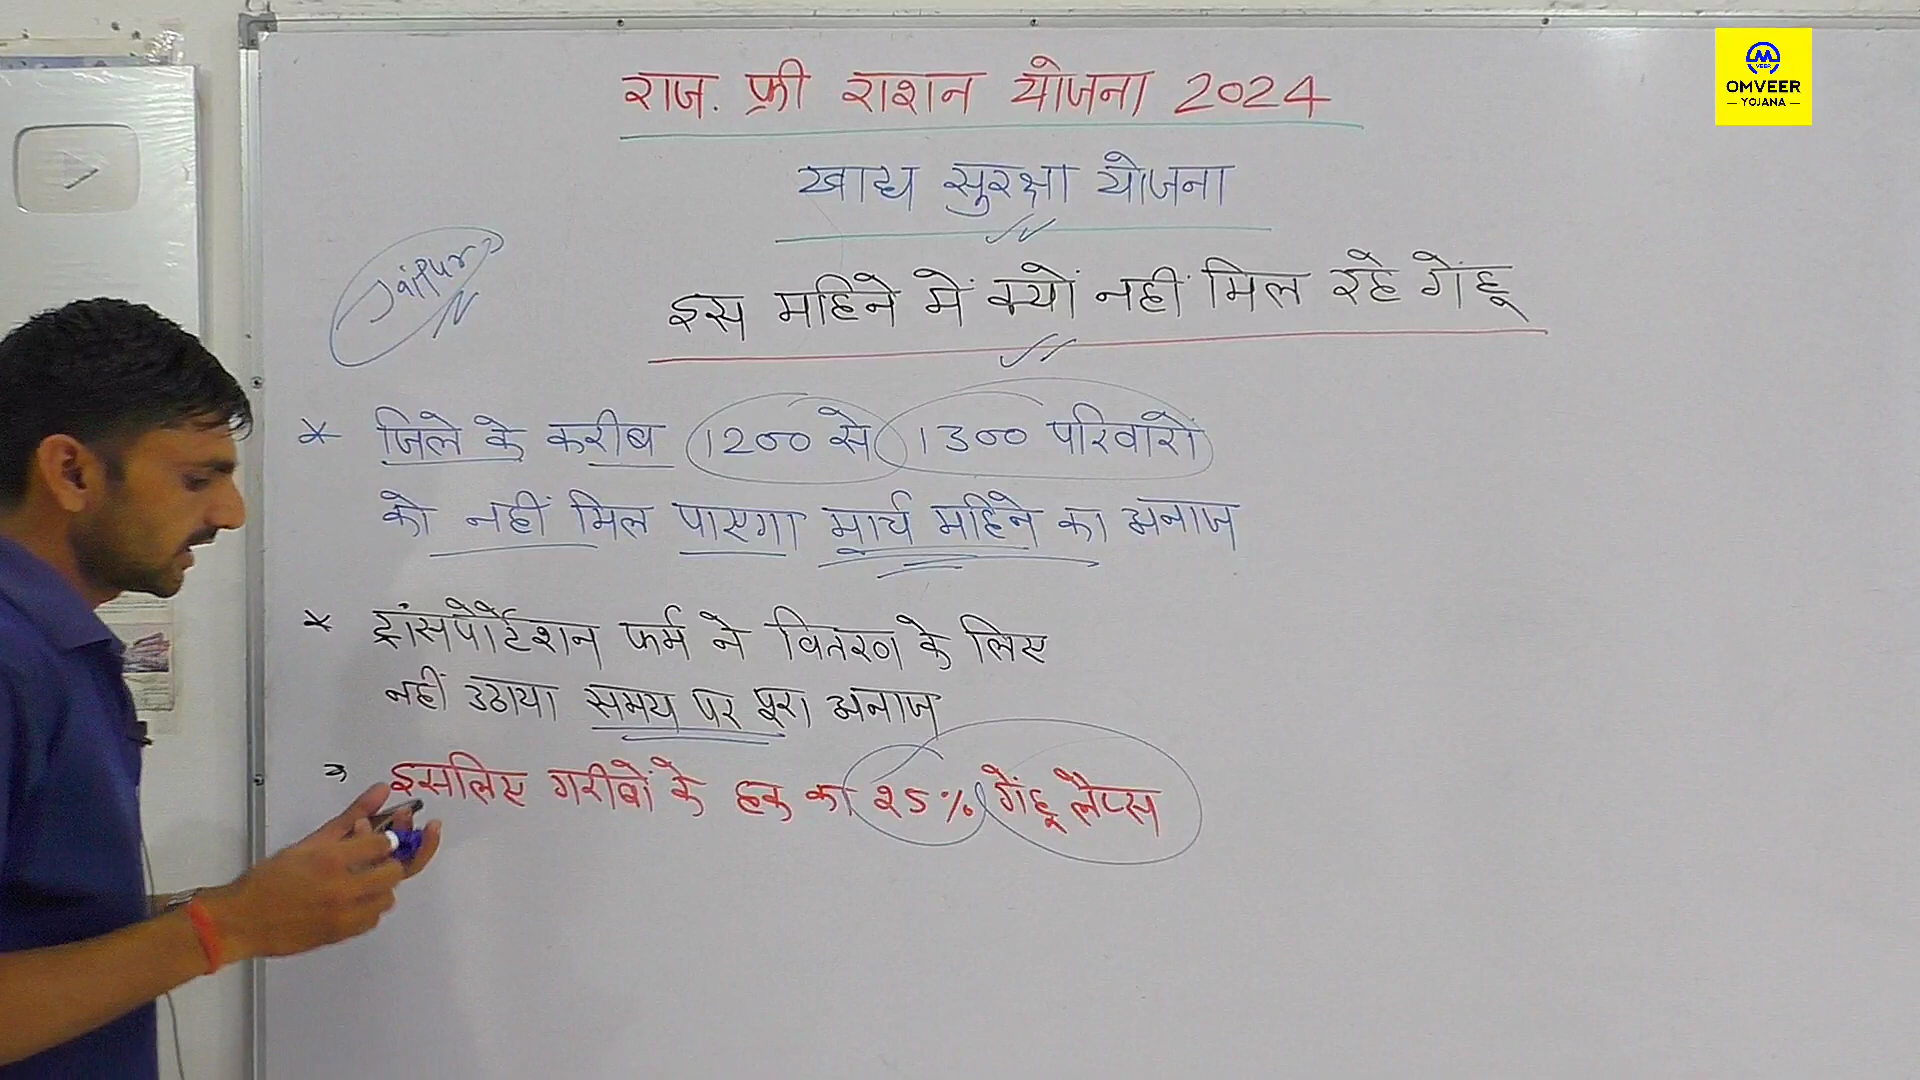 OMVEER
YOJANA
राज. फ्री राशन योजना 2024
खाद्य सुरक्षा योजना
Jaipur
इस महिने में क्यों नहीं मिल रहे गेंहू
* जिले के करीब 1200 से 1300 परिवारों
को नहीं मिल पाएगा मार्च महिने का अनाज
* ट्रांसपोर्टेशन फर्म ने वितरण के लिए
नहीं उठाया समय पर पूरा अनाज
→ इसलिए गरीबों के हक का 25% गेंहू लैप्स